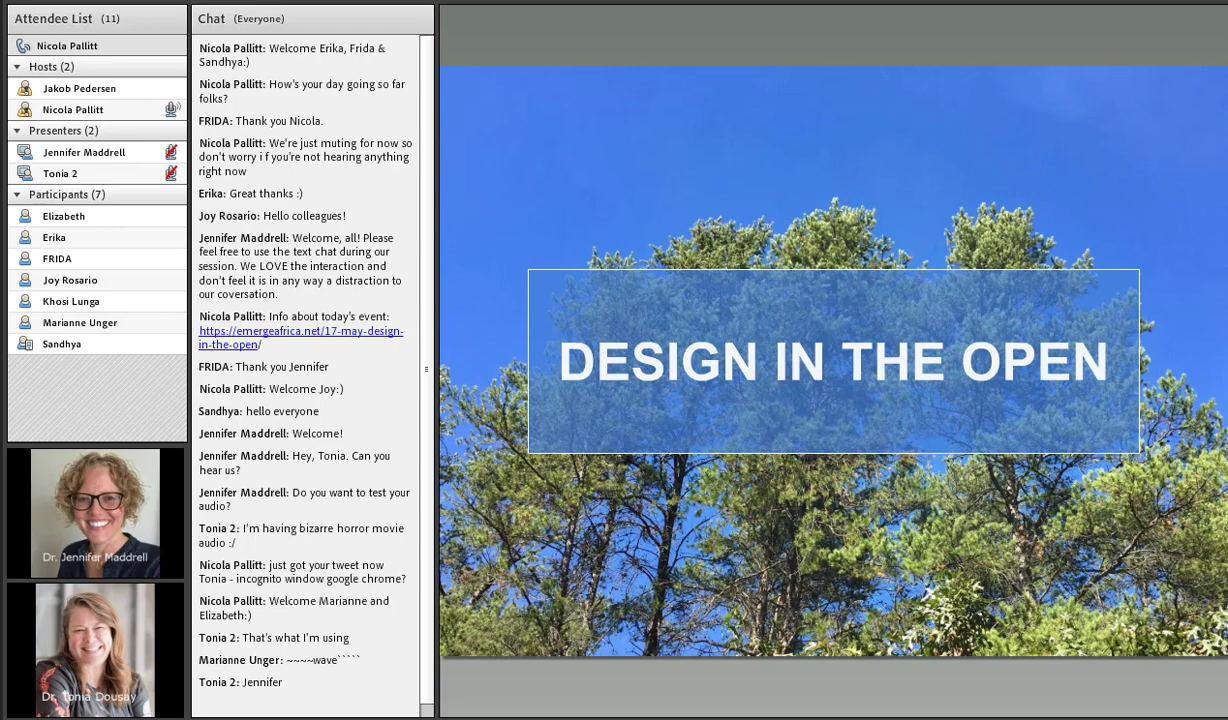 Attendee List (11)
Nicola Pallitt
Hosts (2)
Jakob Pedersen
Nicola Pallitt
Presenters (2)
Jennifer Maddrell
Tonia 2
Participants (7)
Elizabeth
Erika
FRIDA
Joy Rosario
Khosi Lunga
Marianne Unger
Sandhya
Dr. Jennifer Maddrell
Dr. Tonia Dousay
Chat (Everyone)
Nicola Pallitt: Welcome Erika, Frida &
Sandhya:)
Nicola Pallitt: How's your day going so far
folks?
FRIDA: Thank you Nicola.
Nicola Pallitt: We're just muting for now so
don't worry i f you're not hearing anything
right now
Erika: Great thanks :)
Joy Rosario: Hello colleagues!
Jennifer Maddrell: Welcome, all! Please
feel free to use the text chat during our
session. We LOVE the interaction and
don't feel it is in any way a distraction to
our coversation.
Nicola Pallitt: Info about today's event:
https://emergeafrica.net/17-may-design-
in-the-open/
FRIDA: Thank you Jennifer
Nicola Pallitt: Welcome Joy:)
Sandhya: hello everyone
Jennifer Maddrell: Welcome!
Jennifer Maddrell: Hey, Tonia. Can you
hear us?
Jennifer Maddrell: Do you want to test your
audio?
Tonia 2: I'm having bizarre horror movie
audio :/
Nicola Pallitt: just got your tweet now
Tonia - incognito window google chrome?
Nicola Pallitt: Welcome Marianne and
Elizabeth:)
Tonia 2: That's what I'm using
Marianne Unger: ~~~~wave`````
Tonia 2: Jennifer
DESIGN IN THE OPEN